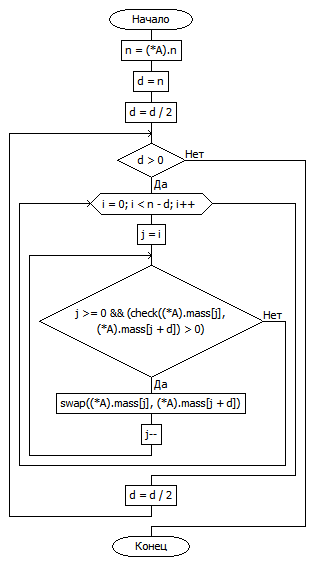 Начало
n = (*A).n
d = n
d = d / 2
d > 0
Нет
Да
i = 0; i < n - d; i++
j = i
j >= 0 && (check((*A).mass[j],
(*A).mass[j + d]) > 0)
Нет
Да
swap((*A).mass[j], (*A).mass[j + d])
j--
d = d / 2
Конец